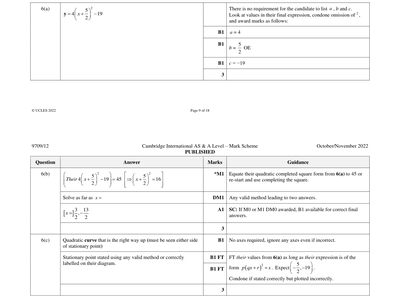 6(a)
y = 4(x + 5/2)² − 19
There is no requirement for the candidate to list a, b and c.
Look at values in their final expression, condone omission of ²,
and award marks as follows:
B1 a = 4
B1 b = 5/2 OE
B1 c = −19
3
© UCLES 2022 Page 9 of 18
9709/12 Cambridge International AS & A Level – Mark Scheme October/November 2022
PUBLISHED
Question Answer Marks Guidance
6(b) (Their 4(x + 5/2)² − 19) = 45 [⇒ (x + 5/2)² = 16] *M1 Equate their quadratic completed square form from 6(a) to 45 or
re-start and use completing the square.
Solve as far as x = DM1 Any valid method leading to two answers.
[x =] 3/2, −13/2 A1 SC: If M0 or M1 DM0 awarded, B1 available for correct final
answers.
3
6(c) Quadratic curve that is the right way up (must be seen either side
of stationary point)
B1 No axes required, ignore any axes even if incorrect.
Stationary point stated using any valid method or correctly
labelled on their diagram.
B1 FT FT their values from 6(a) as long as their expression is of the
B1 FT form p(qx + r)² + s. Expect (−5/2, −19).
Condone if stated correctly but plotted incorrectly.
3